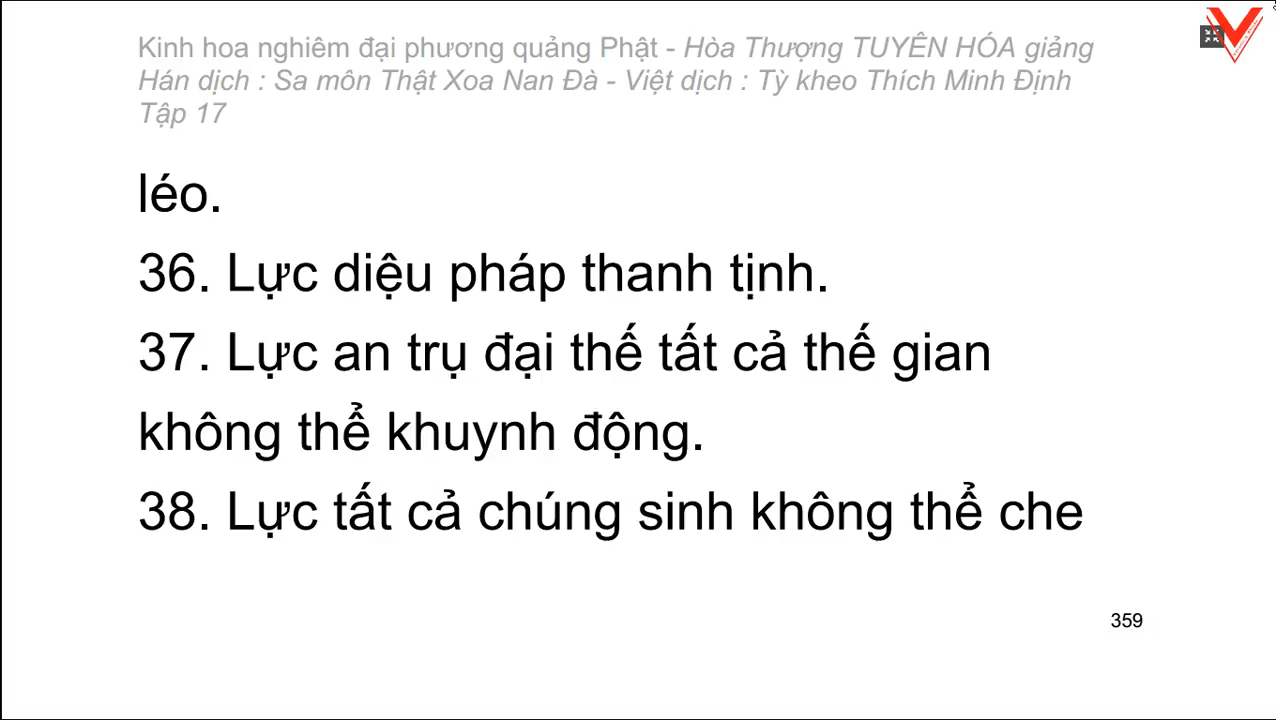 Kinh hoa nghiêm đại phương quảng Phật - Hòa Thượng TUYÊN HÓA giảng
Hán dịch : Sa môn Thật Xoa Nan Đà - Việt dịch : Tỳ kheo Thích Minh Định
Tập 17
léo.
36. Lực diệu pháp thanh tịnh.
37. Lực an trụ đại thế tất cả thế gian
không thể khuynh động.
38. Lực tất cả chúng sinh không thể che
359